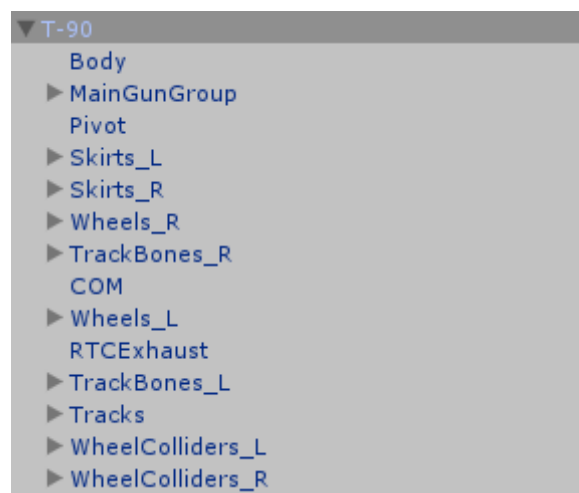 T-90
Body
MainGunGroup
Pivot
Skirts_L
Skirts_R
Wheels_R
TrackBones_R
COM
Wheels_L
RTCExhaust
TrackBones_L
Tracks
WheelColliders_L
WheelColliders_R